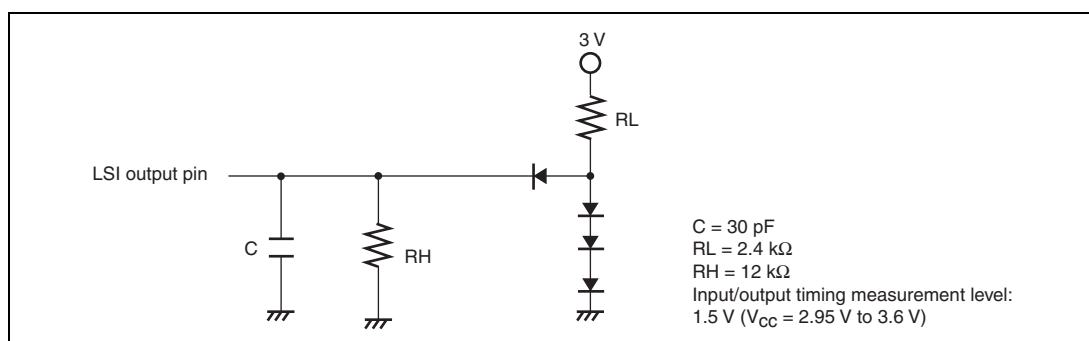 3 V
RL
LSI output pin
C
RH
C = 30 pF
RL = 2.4 kΩ
RH = 12 kΩ
Input/output timing measurement level:
1.5 V (VCC = 2.95 V to 3.6 V)